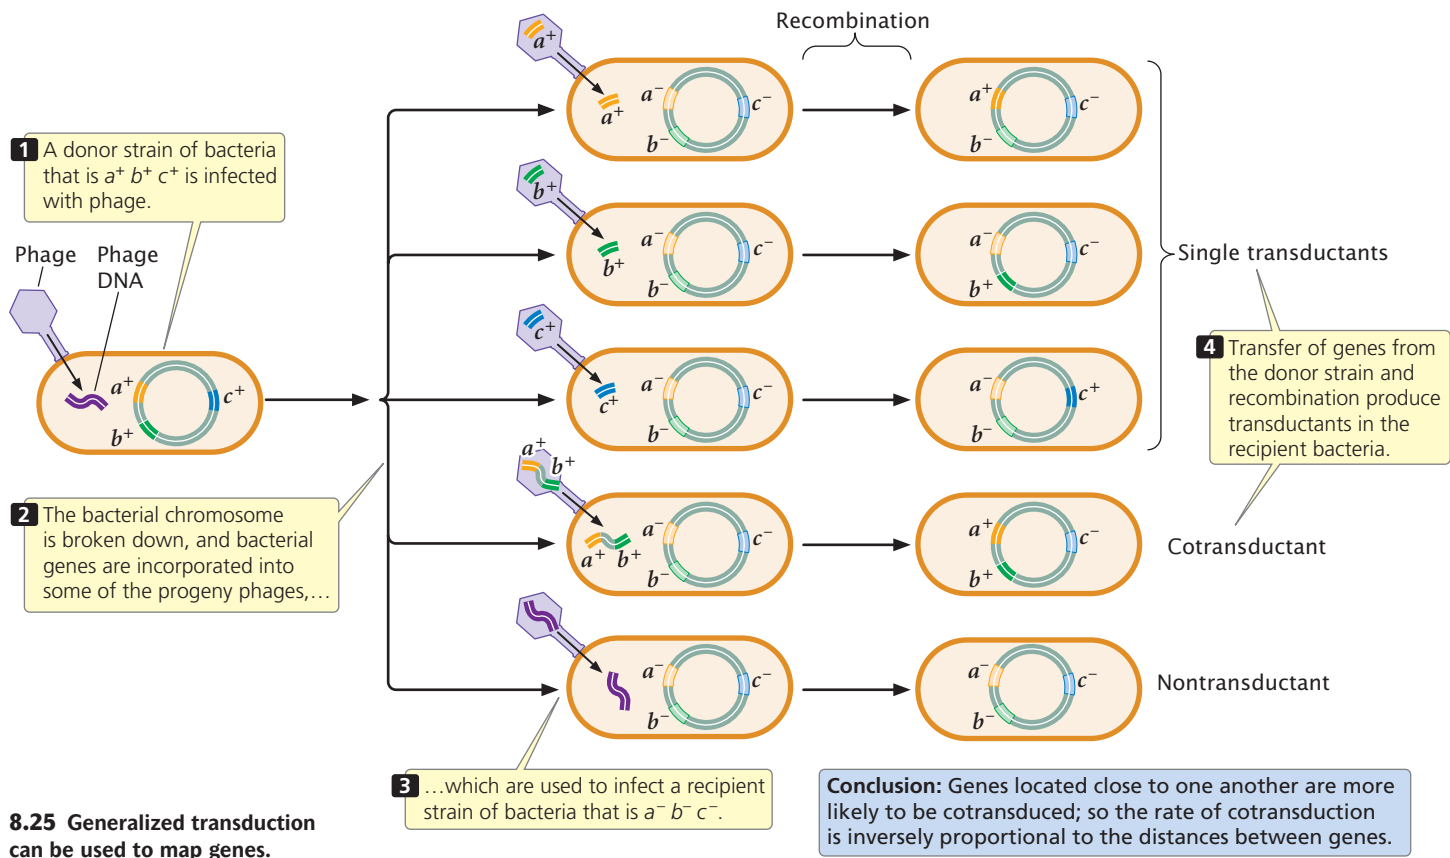 Recombination
1 A donor strain of bacteria
that is a⁺ b⁺ c⁺ is infected
with phage.
Phage
Phage
DNA
a⁺
b⁺
c⁺
2 The bacterial chromosome
is broken down, and bacterial
genes are incorporated into
some of the progeny phages,…
a⁺
a⁺
a⁻
b⁻
c⁻
a⁺
b⁻
c⁻
b⁺
b⁺
a⁻
b⁻
c⁻
a⁻
b⁺
c⁻
c⁺
c⁺
a⁻
b⁻
c⁻
a⁻
b⁻
c⁺
Single transductants
a⁺
b⁺
a⁺ b⁺
a⁻
b⁻
c⁻
a⁺
b⁺
c⁻
Cotransductant
a⁻
b⁻
c⁻
a⁻
b⁻
c⁻
Nontransductant
3 …which are used to infect a recipient
strain of bacteria that is a⁻ b⁻ c⁻.
4 Transfer of genes from
the donor strain and
recombination produce
transductants in the
recipient bacteria.
Conclusion: Genes located close to one another are more
likely to be cotransduced; so the rate of cotransduction
is inversely proportional to the distances between genes.
8.25 Generalized transduction
can be used to map genes.